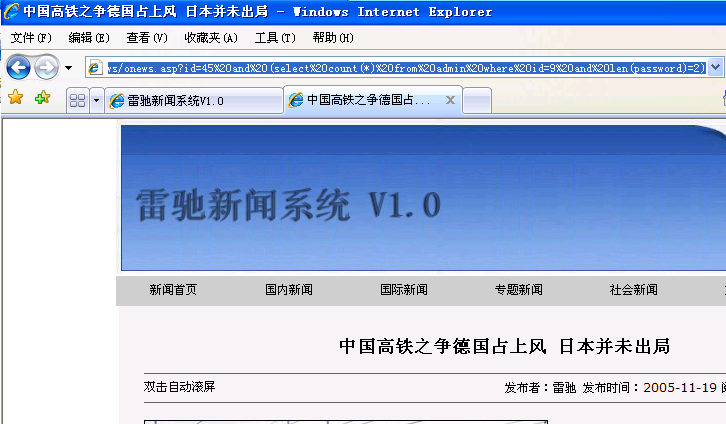 中国高铁之争德国占上风 日本并未出局 - Windows Internet Explorer
文件(F) 编辑(E) 查看(V) 收藏夹(A) 工具(T) 帮助(H)
ws/onews.asp?id=45%20and%20(select%20count(*)%20from%20admin%20where%20id=9%20and%20len(password)=2)
雷驰新闻系统V1.0 中国高铁之争德国占...
雷驰新闻系统 V1.0
新闻首页 国内新闻 国际新闻 专题新闻 社会新闻
中国高铁之争德国占上风 日本并未出局
双击自动滚屏 发布者：雷驰 发布时间：2005-11-19